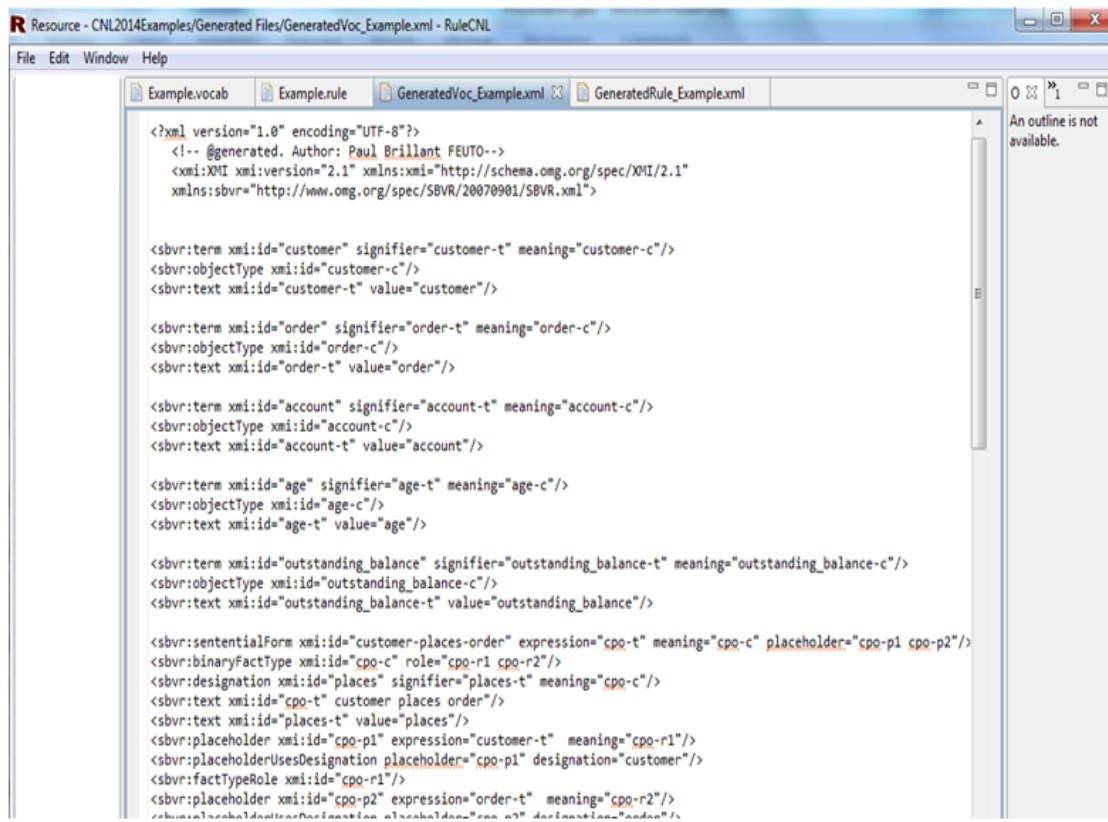 R Resource - CNL2014Examples/Generated Files/GeneratedVoc_Example.xml - RuleCNL
File Edit Window Help
Example.vocab Example.rule GeneratedVoc_Example.xml GeneratedRule_Example.xml
O »1
An outline is not
available.
<?xml version="1.0" encoding="UTF-8"?>
<!-- @generated. Author: Paul Brillant FEUTO-->
<xmi:XMI xmi:version="2.1" xmlns:xmi="http://schema.omg.org/spec/XMI/2.1"
xmlns:sbvr="http://www.omg.org/spec/SBVR/20070901/SBVR.xml">
<sbvr:term xmi:id="customer" signifier="customer-t" meaning="customer-c"/>
<sbvr:objectType xmi:id="customer-c"/>
<sbvr:text xmi:id="customer-t" value="customer"/>
<sbvr:term xmi:id="order" signifier="order-t" meaning="order-c"/>
<sbvr:objectType xmi:id="order-c"/>
<sbvr:text xmi:id="order-t" value="order"/>
<sbvr:term xmi:id="account" signifier="account-t" meaning="account-c"/>
<sbvr:objectType xmi:id="account-c"/>
<sbvr:text xmi:id="account-t" value="account"/>
<sbvr:term xmi:id="age" signifier="age-t" meaning="age-c"/>
<sbvr:objectType xmi:id="age-c"/>
<sbvr:text xmi:id="age-t" value="age"/>
<sbvr:term xmi:id="outstanding_balance" signifier="outstanding_balance-t" meaning="outstanding_balance-c"/>
<sbvr:objectType xmi:id="outstanding_balance-c"/>
<sbvr:text xmi:id="outstanding_balance-t" value="outstanding_balance"/>
<sbvr:sententialForm xmi:id="customer-places-order" expression="cpo-t" meaning="cpo-c" placeholder="cpo-p1 cpo-p2"/>
<sbvr:binaryFactType xmi:id="cpo-c" role="cpo-r1 cpo-r2"/>
<sbvr:designation xmi:id="places" signifier="places-t" meaning="cpo-c"/>
<sbvr:text xmi:id="cpo-t" customer places order"/>
<sbvr:text xmi:id="places-t" value="places"/>
<sbvr:placeholder xmi:id="cpo-p1" expression="customer-t" meaning="cpo-r1"/>
<sbvr:placeholderUsesDesignation placeholder="cpo-p1" designation="customer"/>
<sbvr:factTypeRole xmi:id="cpo-r1"/>
<sbvr:placeholder xmi:id="cpo-p2" expression="order-t" meaning="cpo-r2"/>
<sbvr:placeholderUsesDesignation placeholder="cpo-p2" designation="order"/>